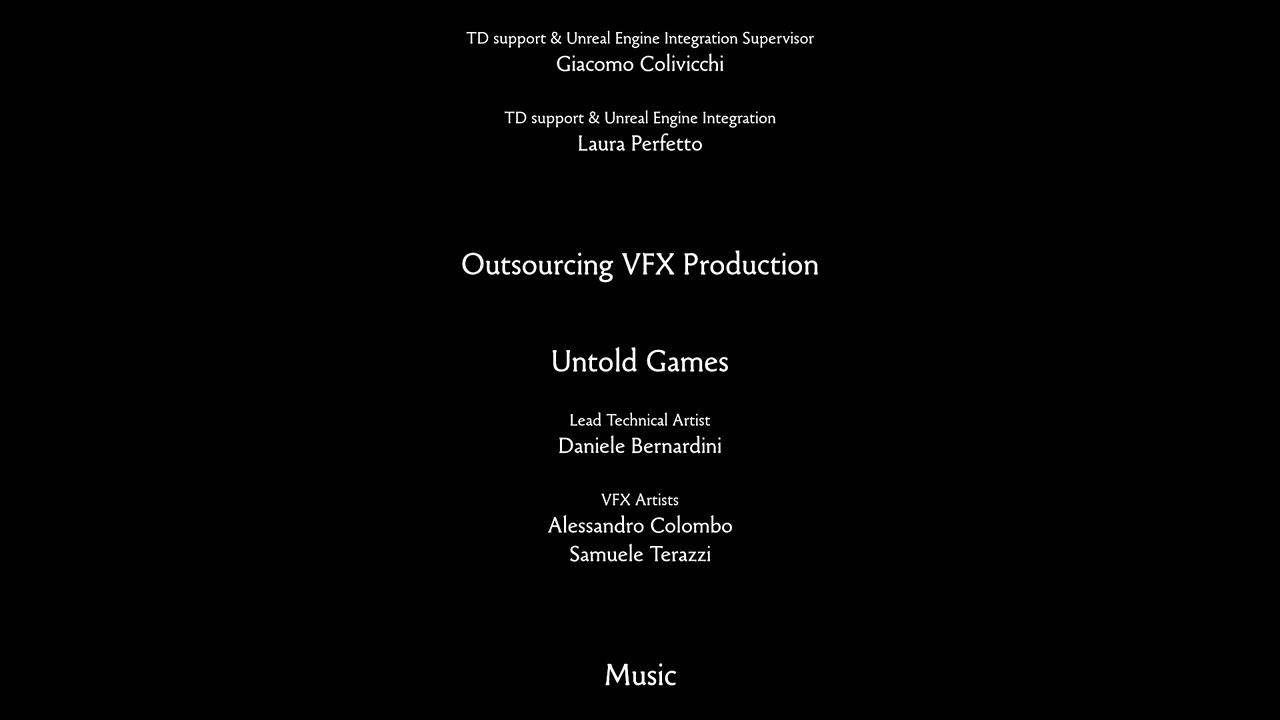 TD support & Unreal Engine Integration Supervisor
Giacomo Colivicchi
TD support & Unreal Engine Integration
Laura Perfetto
Outsourcing VFX Production
Untold Games
Lead Technical Artist
Daniele Bernardini
VFX Artists
Alessandro Colombo
Samuele Terazzi
Music